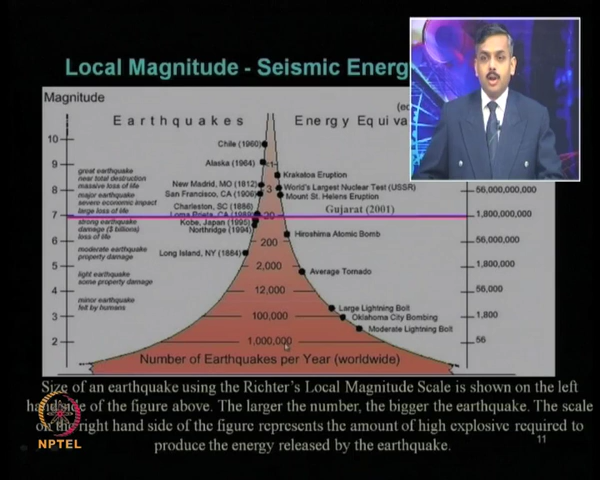 Local Magnitude - Seismic Energ
Magnitude
Earthquakes
Energy Equiva
10
9
8
7
6
5
4
3
2
great earthquake
near total destruction
massive loss of life
major earthquake
severe economic impact
large loss of life
strong earthquake
damage ($ billions)
loss of life
moderate earthquake
property damage
light earthquake
some property damage
minor earthquake
felt by humans
Chile (1960)
Alaska (1964)
New Madrid, MO (1812)
San Francisco, CA (1906)
Charleston, SC (1886)
Loma Prieta, CA (1989)
Kobe, Japan (1995)
Northridge (1994)
Long Island, NY (1884)
<1
3
20
200
2,000
12,000
100,000
1,000,000
Krakatoa Eruption
World's Largest Nuclear Test (USSR)
Mount St. Helens Eruption
Gujarat (2001)
Hiroshima Atomic Bomb
Average Tornado
Large Lightning Bolt
Oklahoma City Bombing
Moderate Lightning Bolt
56,000,000,000
1,800,000,000
56,000,000
1,800,000
56,000
1,800
56
Number of Earthquakes per Year (worldwide)
Size of an earthquake using the Richter's Local Magnitude Scale is shown on the left
hand side of the figure above. The larger the number, the bigger the earthquake. The scale
on the right hand side of the figure represents the amount of high explosive required to
produce the energy released by the earthquake.
11
NPTEL